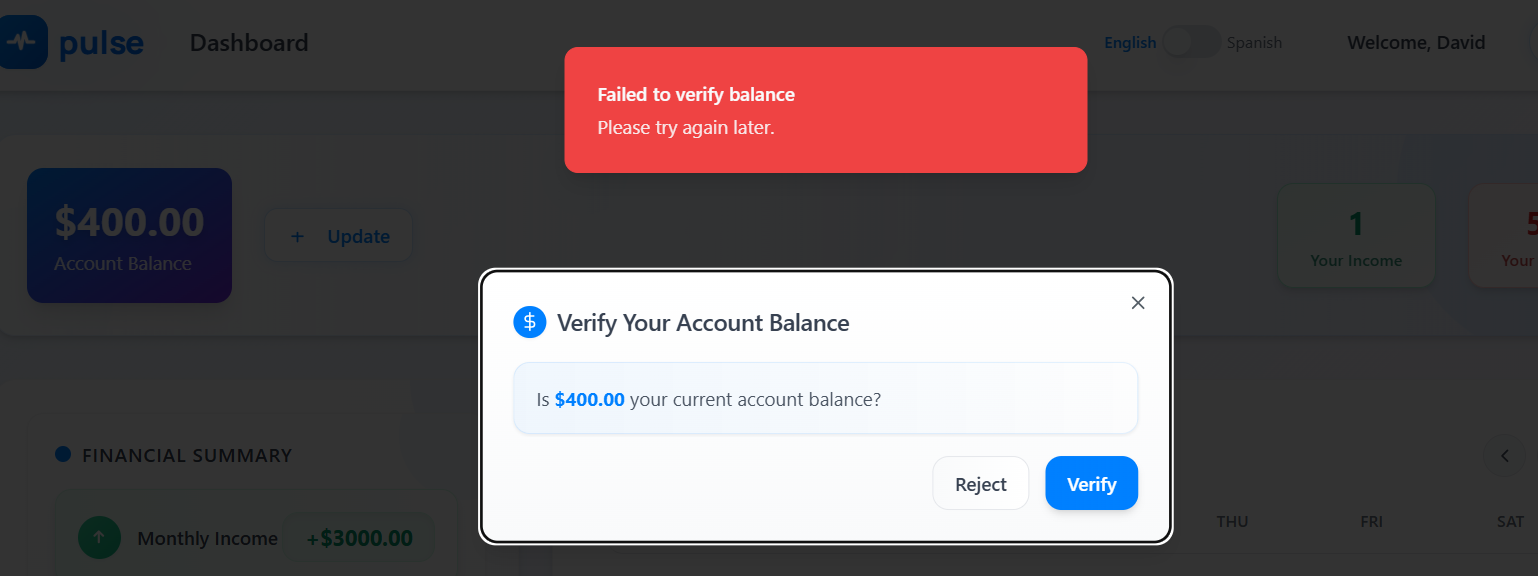 pulse
Dashboard
English
Spanish
Welcome, David
Failed to verify balance
Please try again later.
$400.00
Account Balance
+ Update
1
Your Income
5
Your
Verify Your Account Balance
Is $400.00 your current account balance?
Reject
Verify
FINANCIAL SUMMARY
Monthly Income
+$3000.00
THU
FRI
SAT